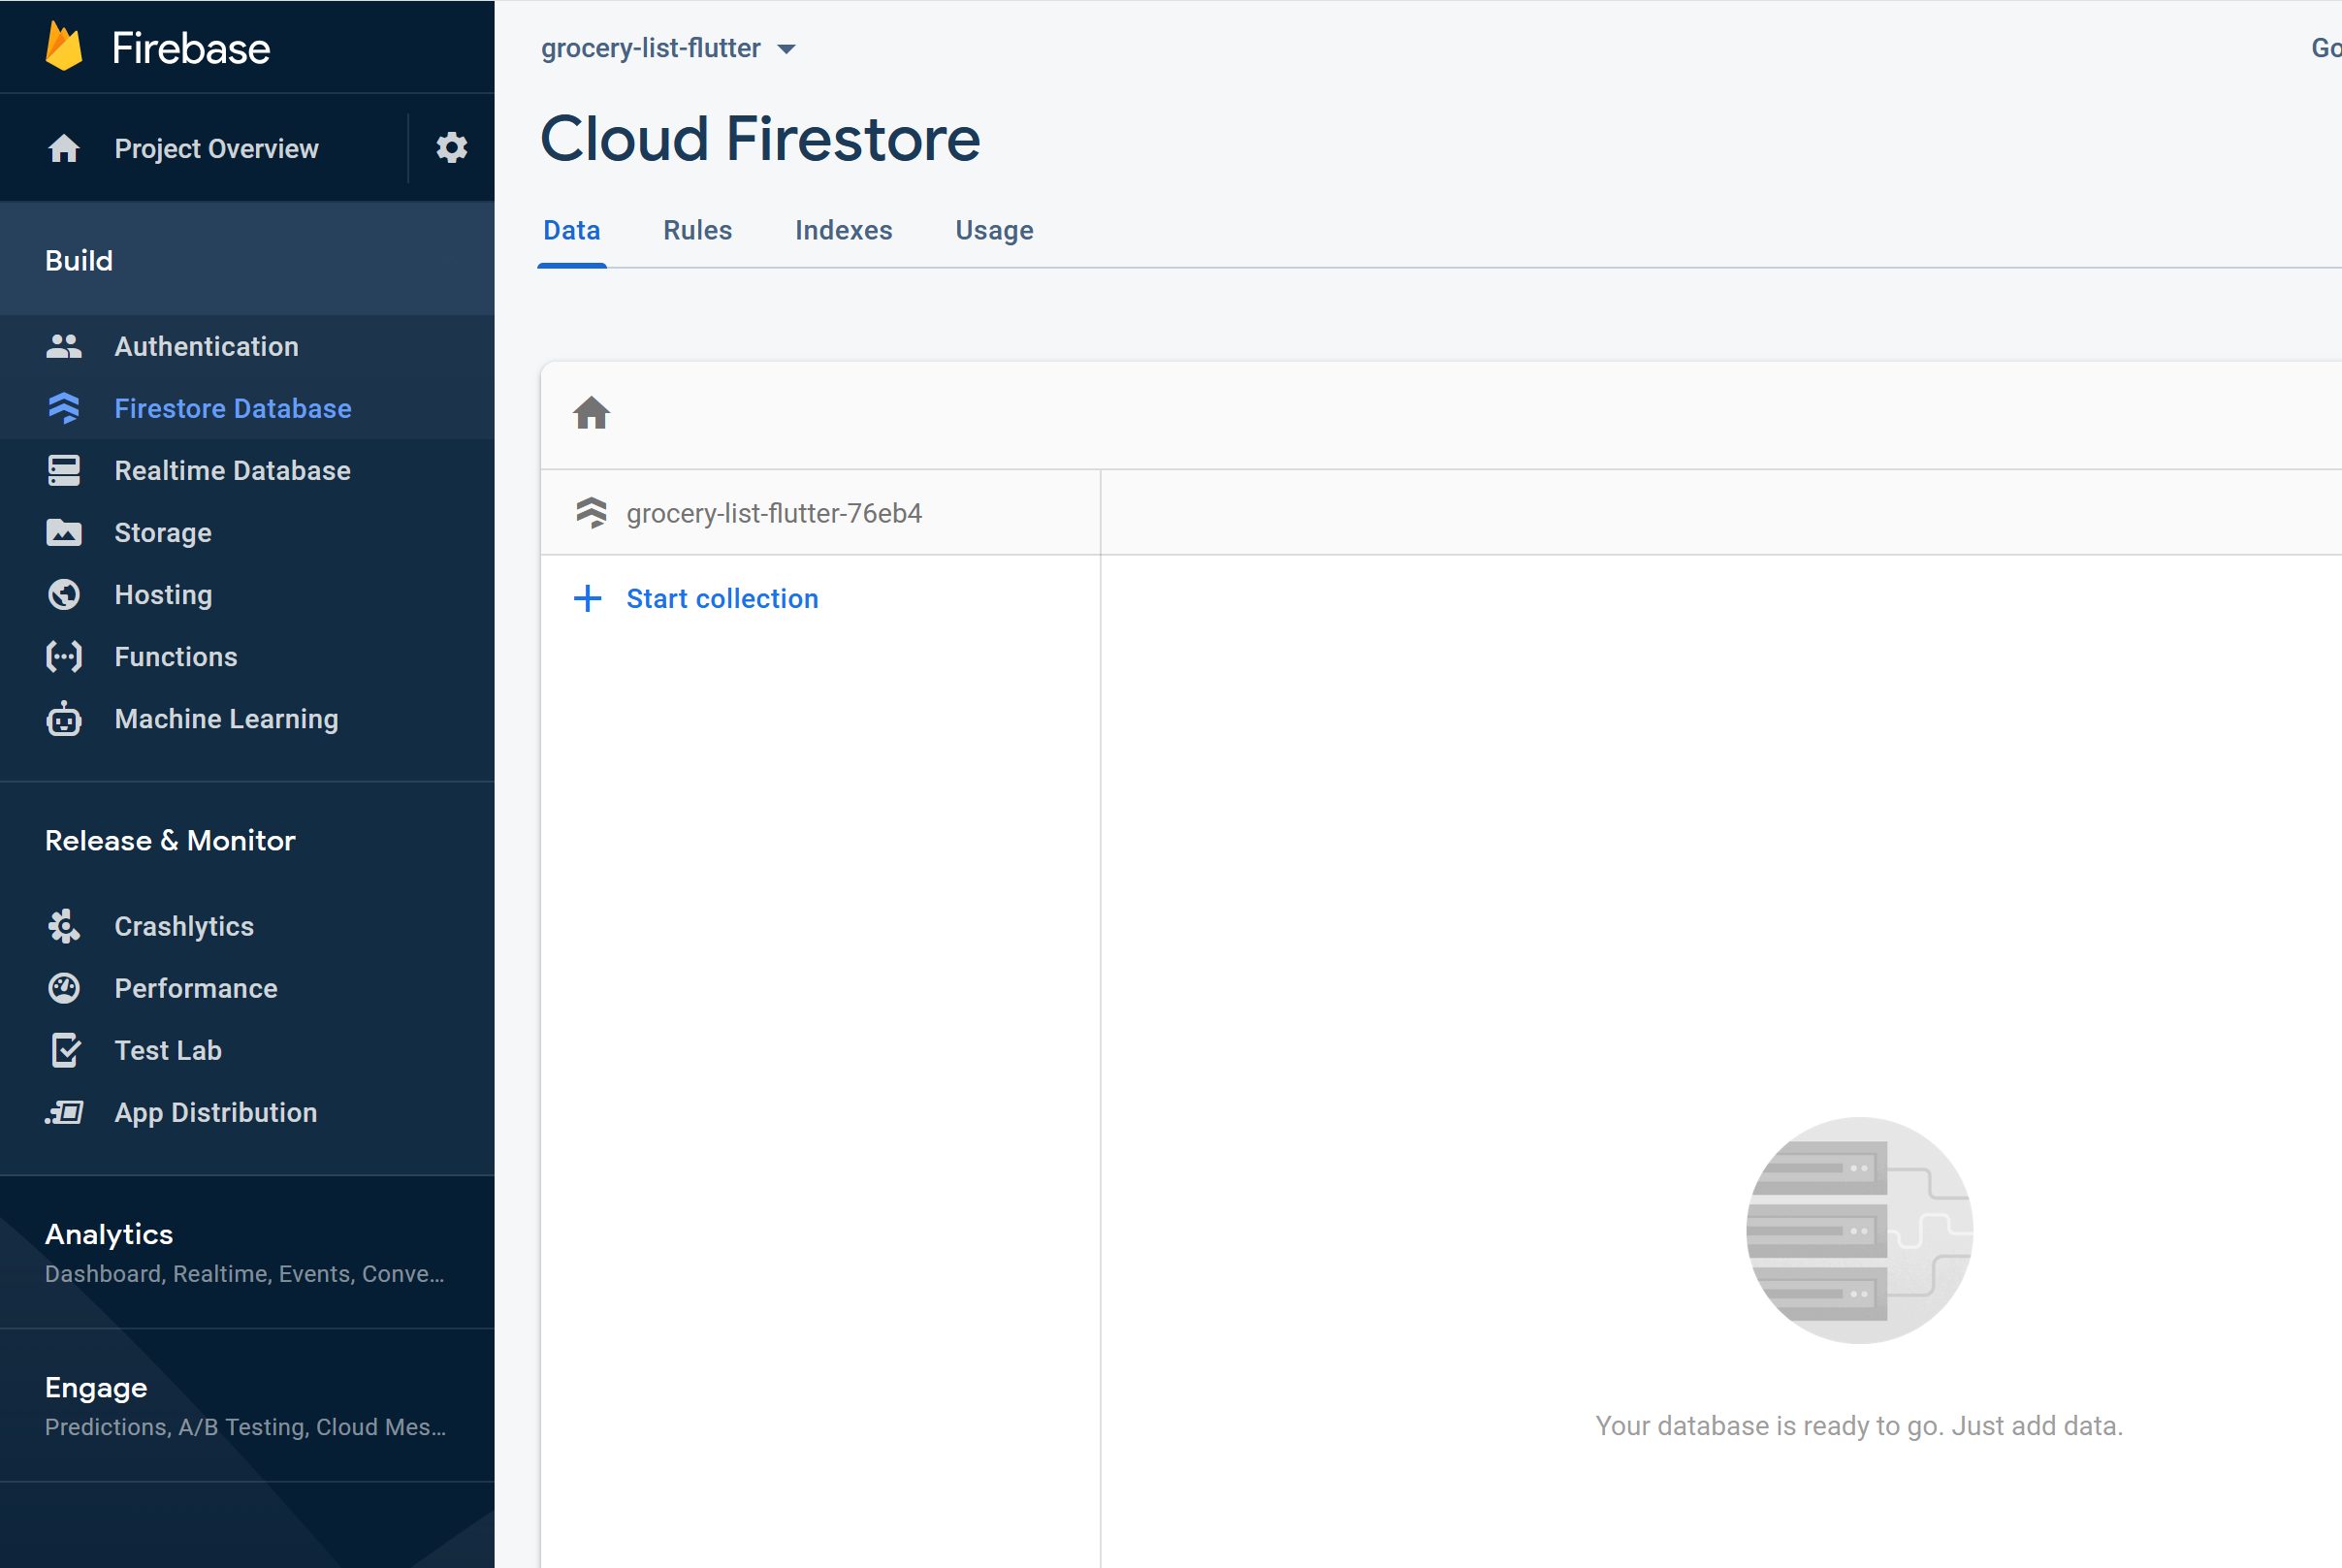 Firebase
Project Overview
Build
Authentication
Firestore Database
Realtime Database
Storage
Hosting
Functions
Machine Learning
Release & Monitor
Crashlytics
Performance
Test Lab
App Distribution
Analytics
Dashboard, Realtime, Events, Conve...
Engage
Predictions, A/B Testing, Cloud Mes...
grocery-list-flutter
Go
Cloud Firestore
Data Rules Indexes Usage
grocery-list-flutter-76eb4
Start collection
Your database is ready to go. Just add data.